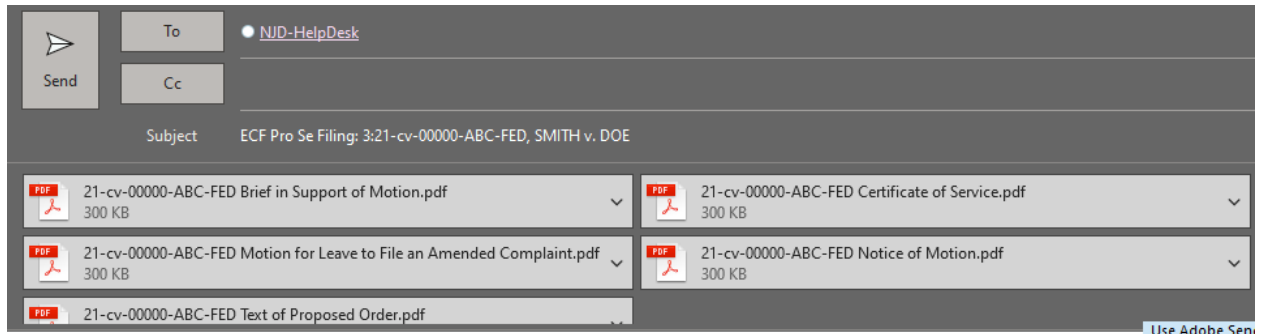 To
NJD-HelpDesk
Send
Cc
Subject ECF Pro Se Filing: 3:21-cv-00000-ABC-FED, SMITH v. DOE
PDF 21-cv-00000-ABC-FED Brief in Support of Motion.pdf
300 KB
PDF 21-cv-00000-ABC-FED Certificate of Service.pdf
300 KB
PDF 21-cv-00000-ABC-FED Motion for Leave to File an Amended Complaint.pdf
300 KB
PDF 21-cv-00000-ABC-FED Notice of Motion.pdf
300 KB
PDF 21-cv-00000-ABC-FED Text of Proposed Order.pdf
Use Adobe